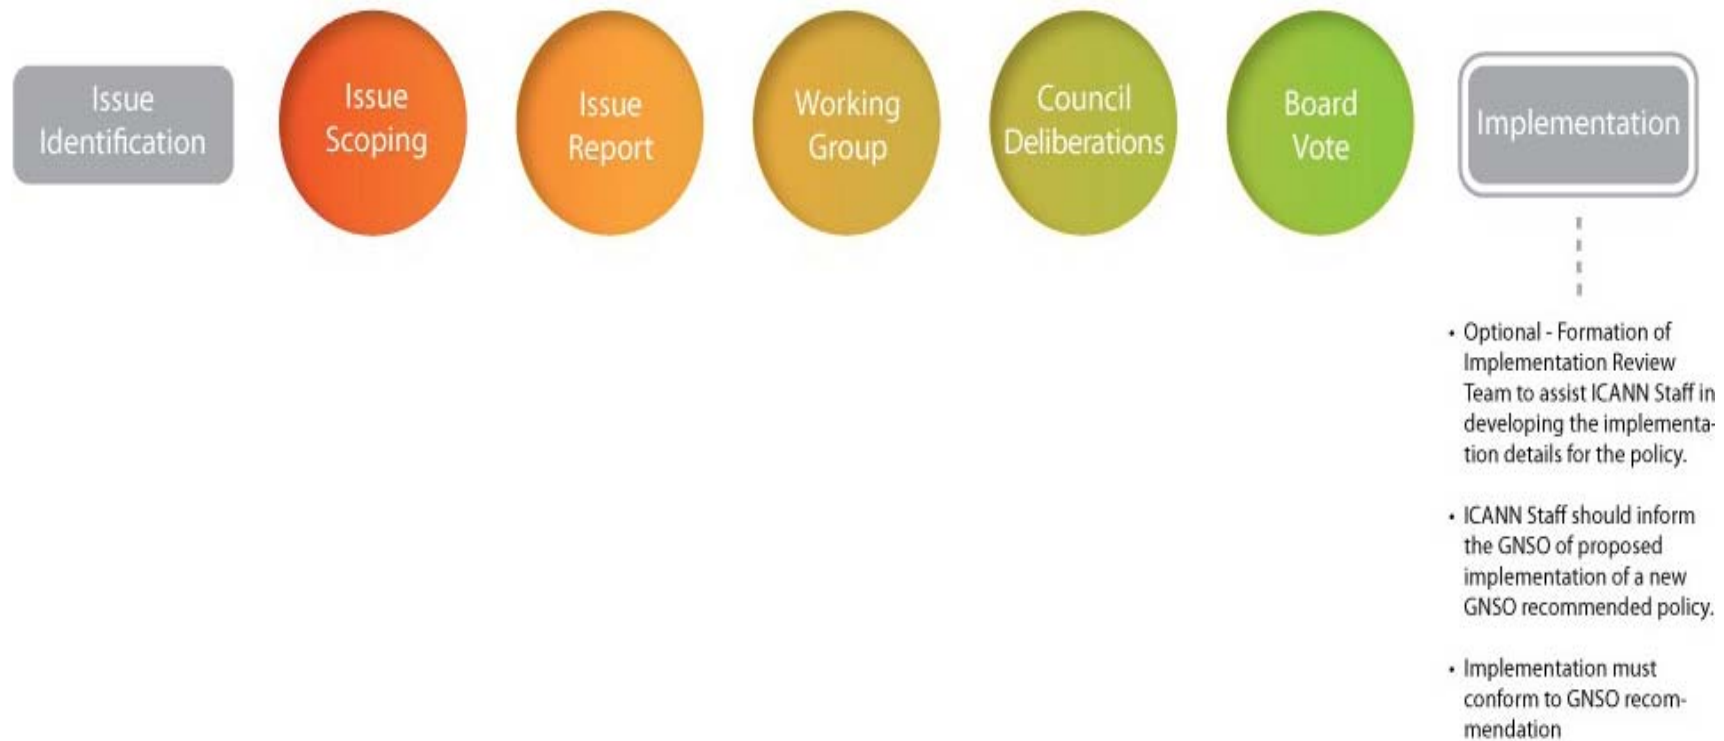 Issue
Identification
Issue
Scoping
Issue
Report
Working
Group
Council
Deliberations
Board
Vote
Implementation
• Optional - Formation of
Implementation Review
Team to assist ICANN Staff in
developing the implementa-
tion details for the policy.
• ICANN Staff should inform
the GNSO of proposed
implementation of a new
GNSO recommended policy.
• Implementation must
conform to GNSO recom-
mendation